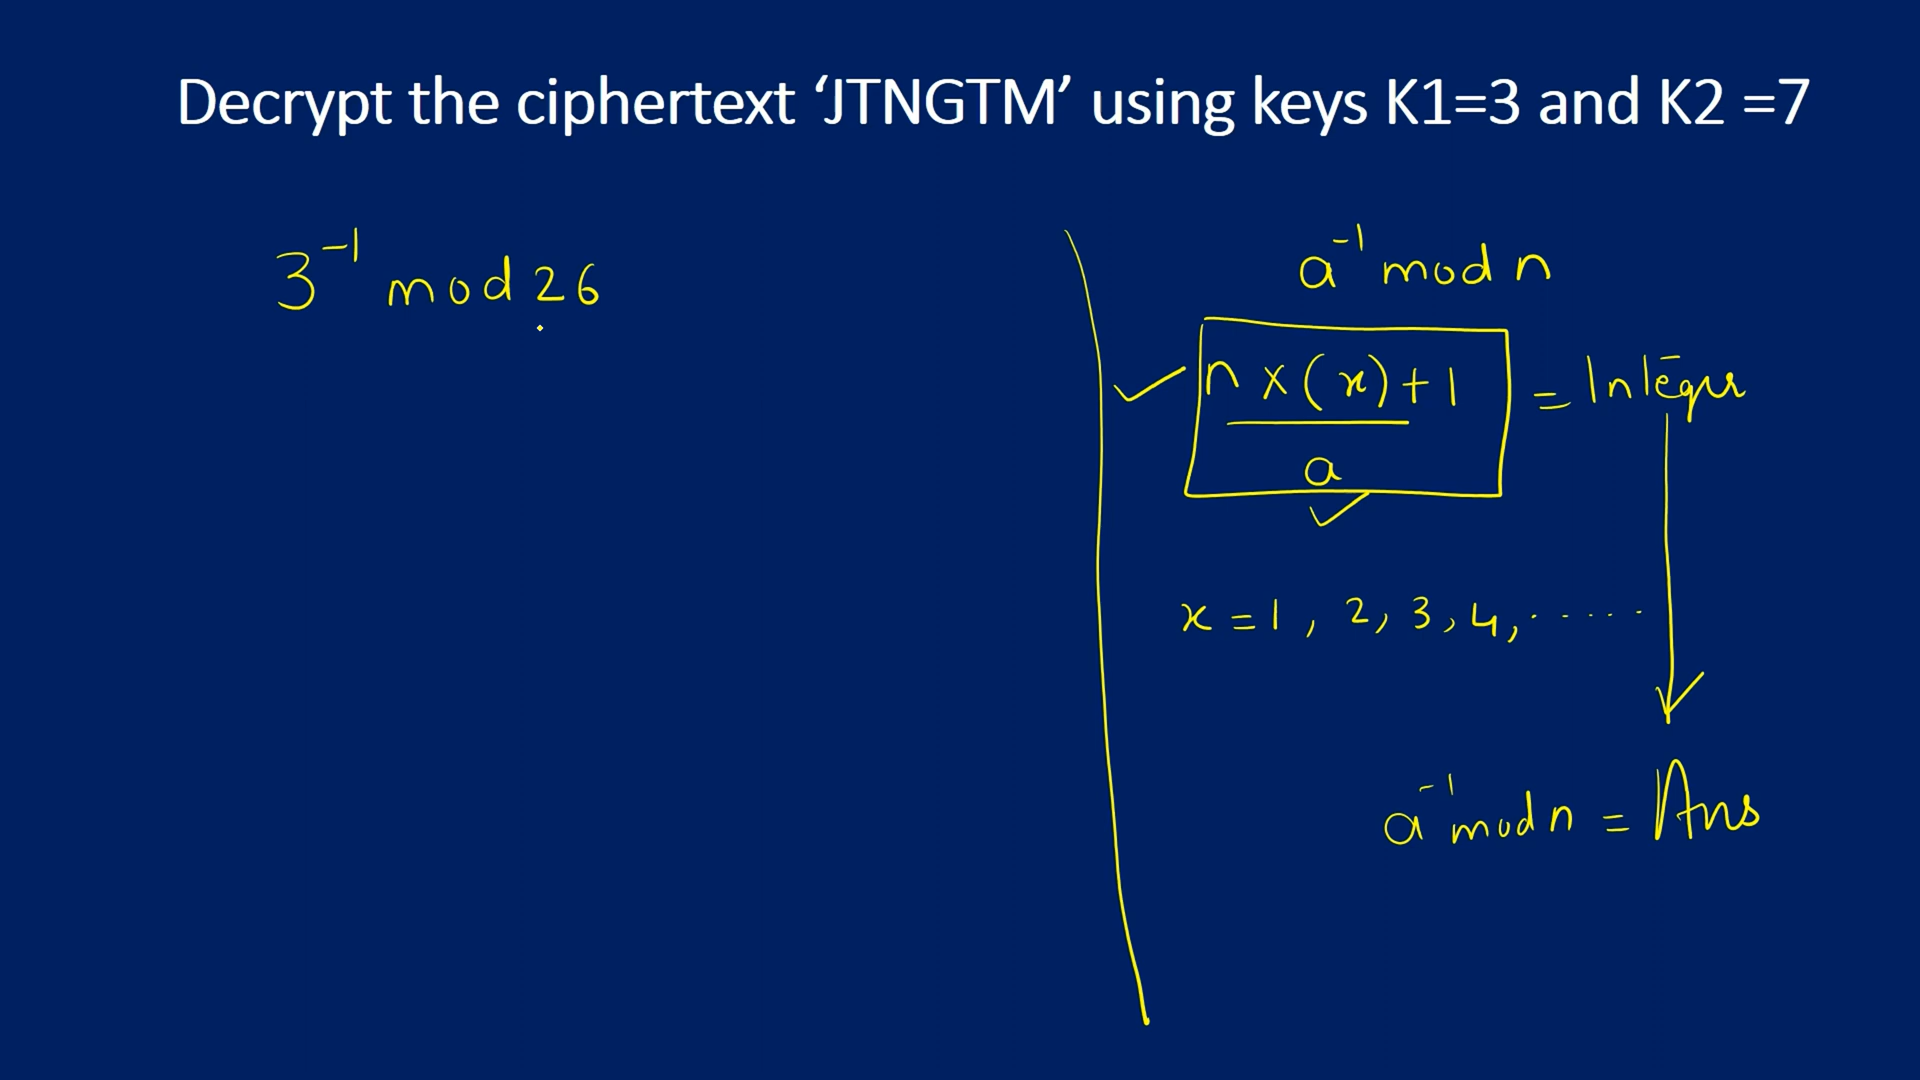 Decrypt the ciphertext ‘JTNGTM’ using keys K1=3 and K2 =7
3⁻¹ mod 26
a⁻¹ mod n
n × (x) + 1 = Integer
a
x = 1, 2, 3, 4, ......
a⁻¹ mod n = Ans